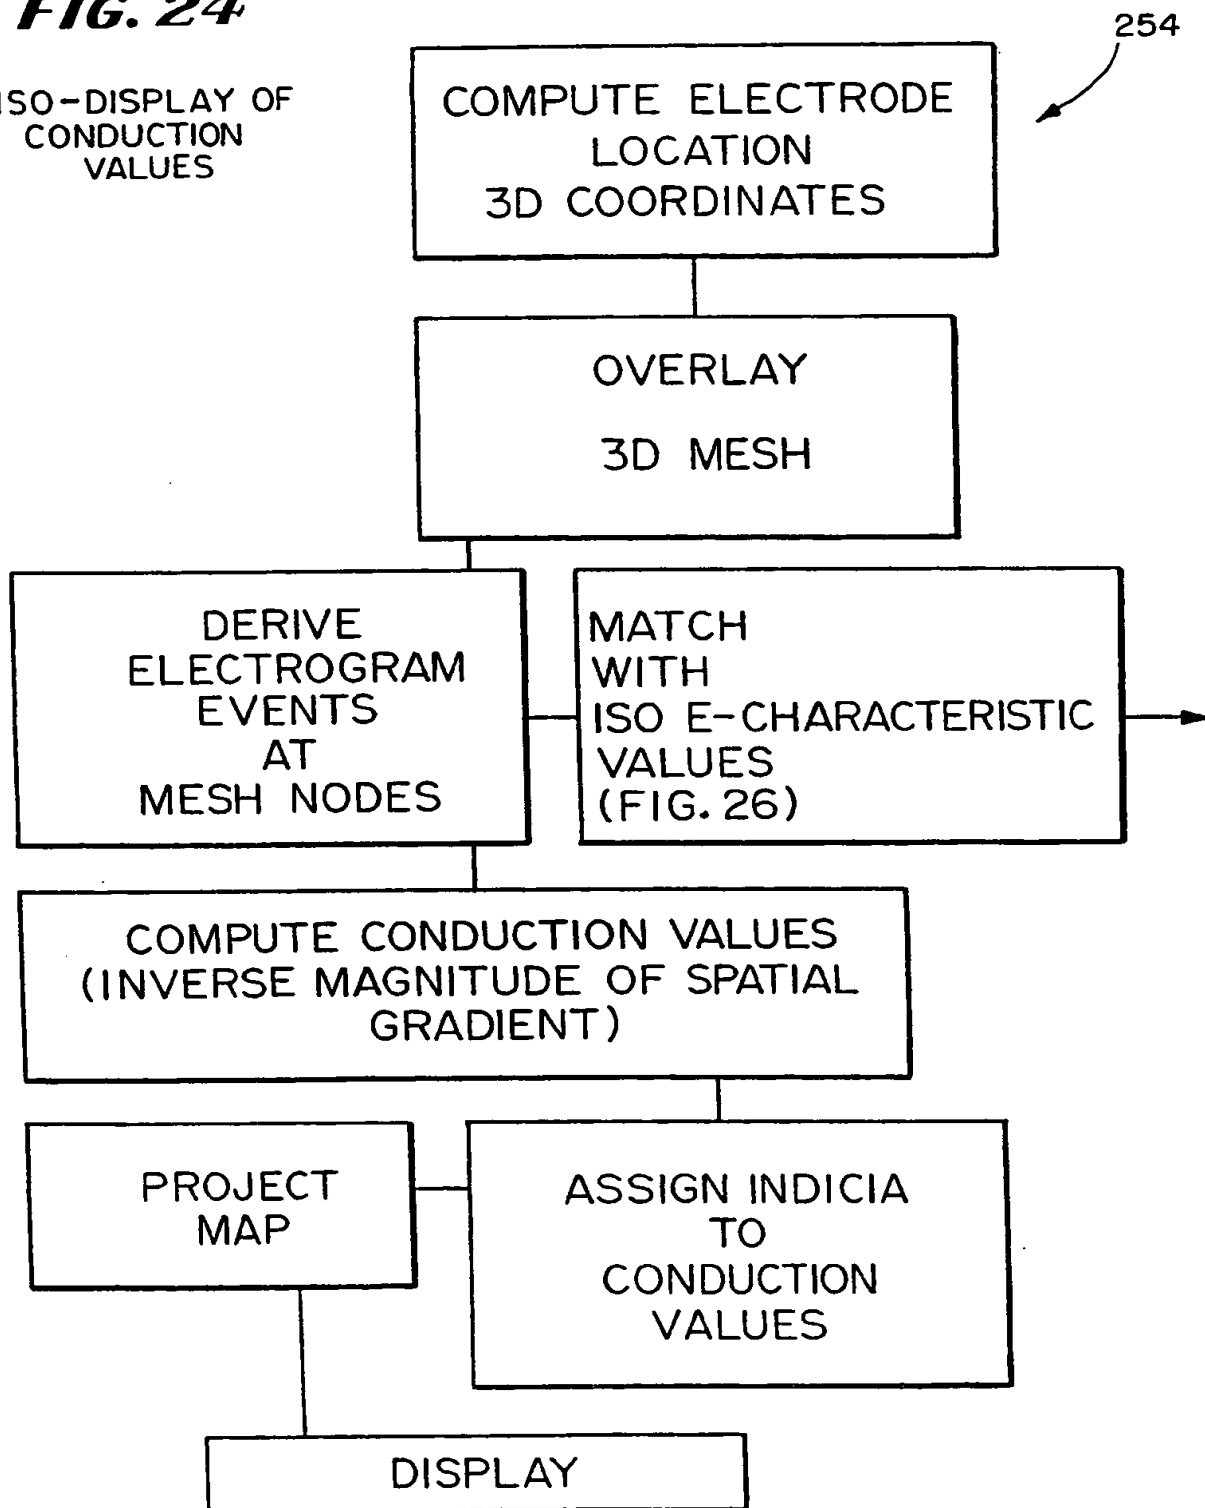 FIG. 24
254
ISO-DISPLAY OF
CONDUCTION
VALUES
COMPUTE ELECTRODE
LOCATION
3D COORDINATES
OVERLAY
3D MESH
DERIVE
ELECTROGRAM
EVENTS
AT
MESH NODES
MATCH
WITH
ISO E-CHARACTERISTIC
VALUES
(FIG. 26)
COMPUTE CONDUCTION VALUES
(INVERSE MAGNITUDE OF SPATIAL
GRADIENT)
PROJECT
MAP
ASSIGN INDICIA
TO
CONDUCTION
VALUES
DISPLAY